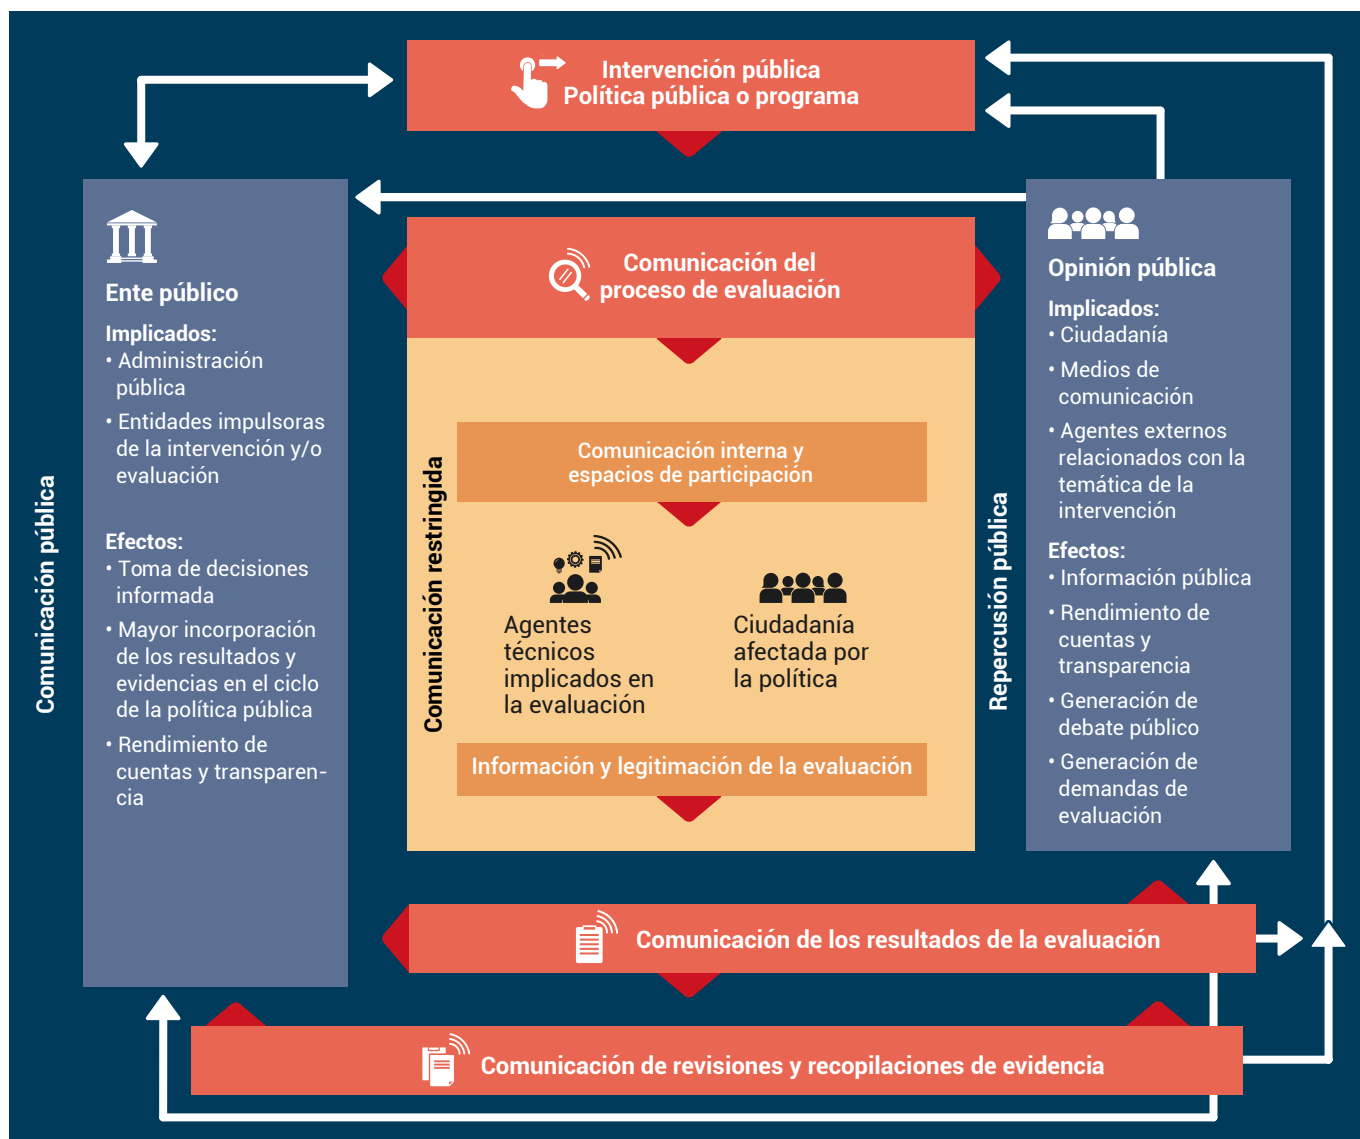 Intervención pública
Política pública o programa
Comunicación pública
Ente público
Implicados:
• Administración
pública
• Entidades impulsoras
de la intervención y/o
evaluación
Efectos:
• Toma de decisiones
informada
• Mayor incorporación
de los resultados y
evidencias en el ciclo
de la política pública
• Rendimiento de
cuentas y transparen-
cia
Comunicación del
proceso de evaluación
Comunicación restringida
Comunicación interna y
espacios de participación
Agentes
técnicos
implicados en
la evaluación
Ciudadanía
afectada por
la política
Información y legitimación de la evaluación
Repercusión pública
Opinión pública
Implicados:
• Ciudadanía
• Medios de
comunicación
• Agentes externos
relacionados con la
temática de la
intervención
Efectos:
• Información pública
• Rendimiento de
cuentas y
transparencia
• Generación de
debate público
• Generación de
demandas de
evaluación
Comunicación de los resultados de la evaluación
Comunicación de revisiones y recopilaciones de evidencia